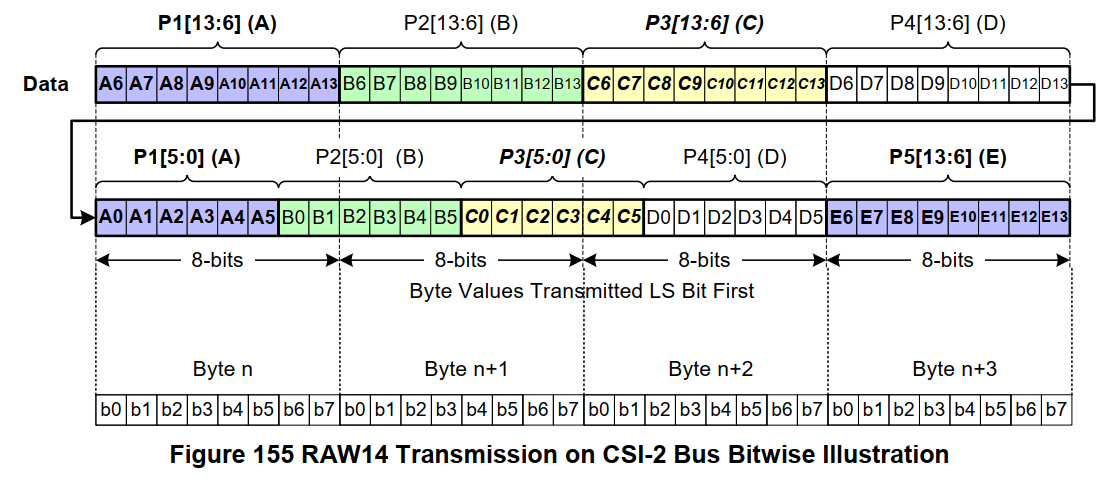 P1[13:6] (A) P2[13:6] (B) P3[13:6] (C) P4[13:6] (D)
Data A6 A7 A8 A9 A10 A11 A12 A13 B6 B7 B8 B9 B10 B11 B12 B13 C6 C7 C8 C9 C10 C11 C12 C13 D6 D7 D8 D9 D10 D11 D12 D13
P1[5:0] (A) P2[5:0] (B) P3[5:0] (C) P4[5:0] (D) P5[13:6] (E)
A0 A1 A2 A3 A4 A5 B0 B1 B2 B3 B4 B5 C0 C1 C2 C3 C4 C5 D0 D1 D2 D3 D4 D5 E6 E7 E8 E9 E10 E11 E12 E13
8-bits 8-bits 8-bits 8-bits
Byte Values Transmitted LS Bit First
Byte n Byte n+1 Byte n+2 Byte n+3
b0 b1 b2 b3 b4 b5 b6 b7 b0 b1 b2 b3 b4 b5 b6 b7 b0 b1 b2 b3 b4 b5 b6 b7 b0 b1 b2 b3 b4 b5 b6 b7
Figure 155 RAW14 Transmission on CSI-2 Bus Bitwise Illustration